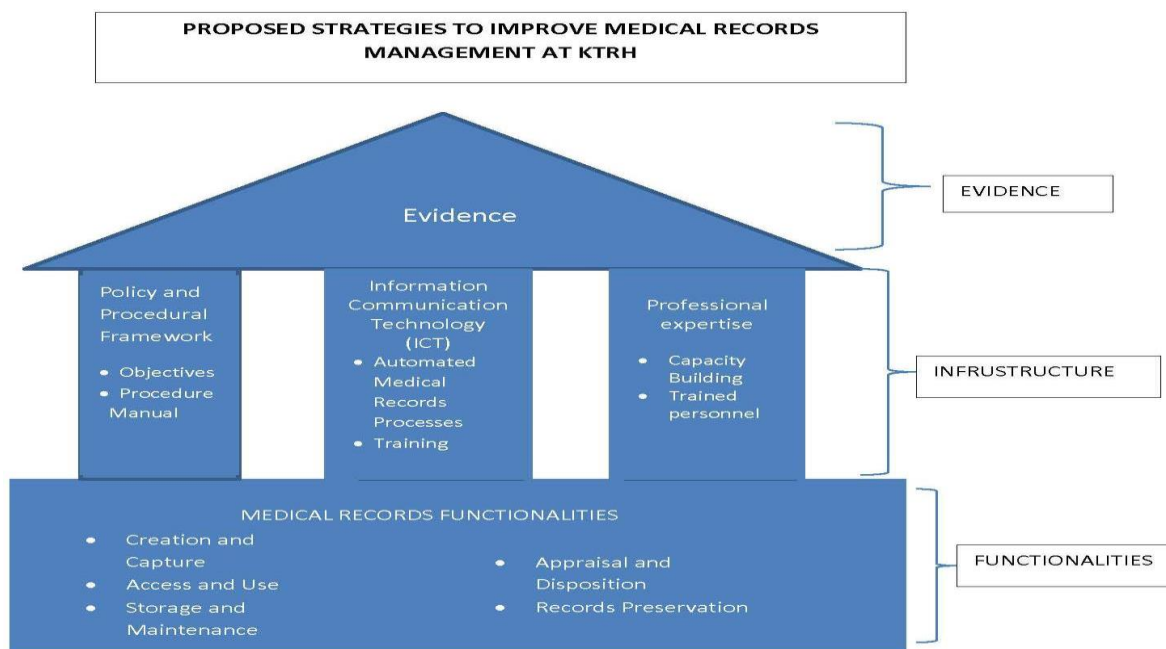 PROPOSED STRATEGIES TO IMPROVE MEDICAL RECORDS
MANAGEMENT AT KTRH
Evidence
EVIDENCE
Policy and
Procedural
Framework
• Objectives
• Procedure
Manual
Information
Communication
Technology
(ICT)
• Automated
Medical
Records
Processes
• Training
Professional
expertise
• Capacity
Building
• Trained
personnel
INFRUSTRUCTURE
MEDICAL RECORDS FUNCTIONALITIES
• Creation and
Capture
• Access and Use
• Storage and
Maintenance
• Appraisal and
Disposition
• Records Preservation
FUNCTIONALITIES